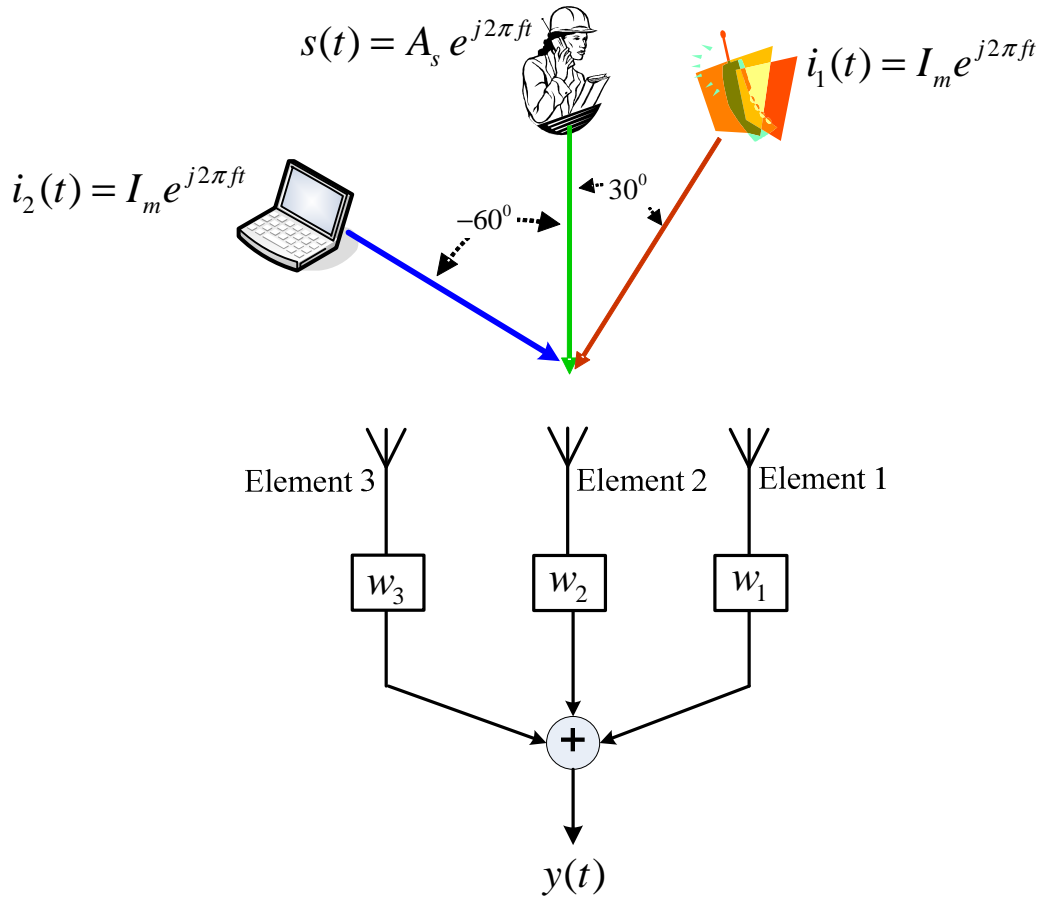 s(t) = A_s e^{j2πft}
i_1(t) = I_m e^{j2πft}
i_2(t) = I_m e^{j2πft}
30^0
−60^0
Element 3
Element 2
Element 1
w_3
w_2
w_1
+
y(t)